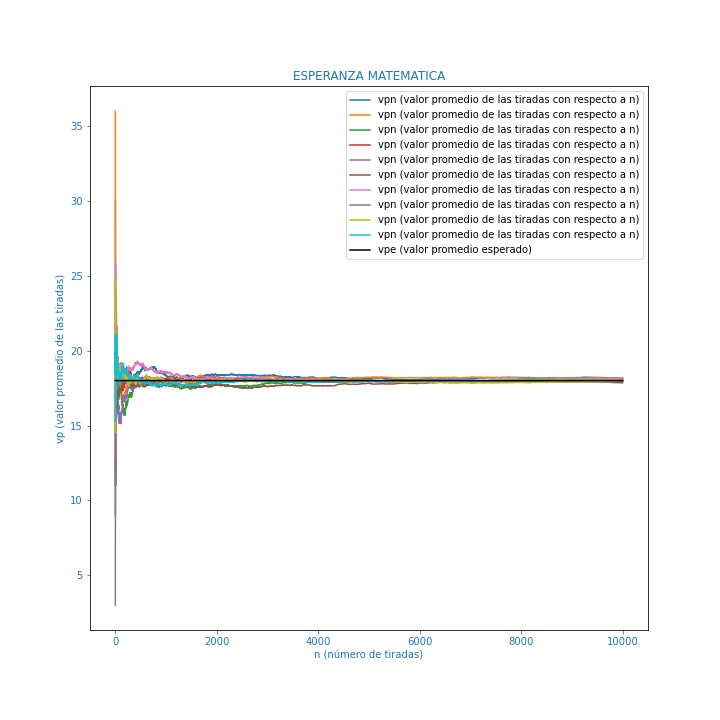 ESPERANZA MATEMATICA
vpn (valor promedio de las tiradas con respecto a n)
vpn (valor promedio de las tiradas con respecto a n)
vpn (valor promedio de las tiradas con respecto a n)
vpn (valor promedio de las tiradas con respecto a n)
vpn (valor promedio de las tiradas con respecto a n)
vpn (valor promedio de las tiradas con respecto a n)
vpn (valor promedio de las tiradas con respecto a n)
vpn (valor promedio de las tiradas con respecto a n)
vpn (valor promedio de las tiradas con respecto a n)
vpn (valor promedio de las tiradas con respecto a n)
vpe (valor promedio esperado)
vp (valor promedio de las tiradas)
35
30
25
20
15
10
5
0 2000 4000 6000 8000 10000
n (número de tiradas)